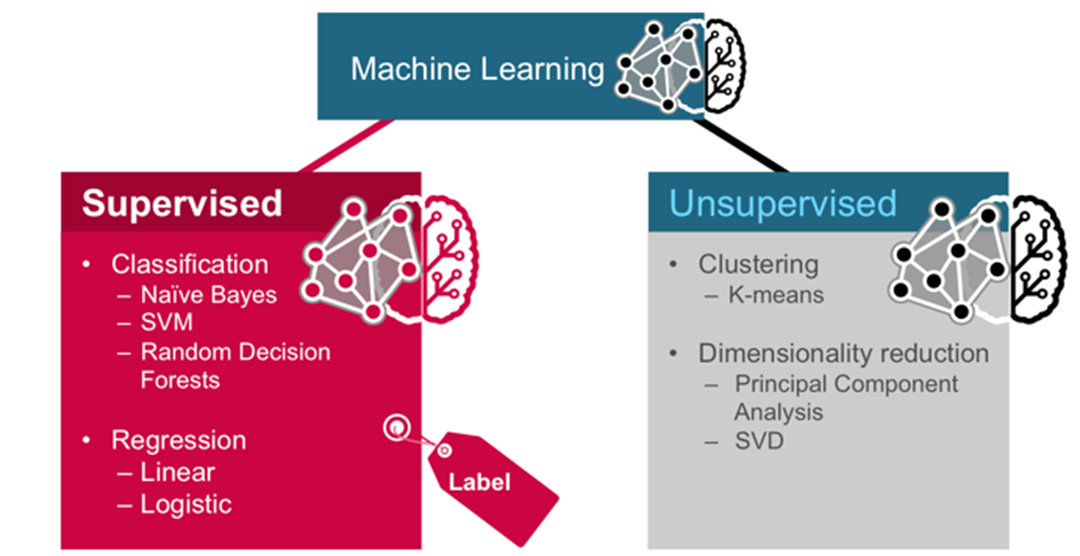 Machine Learning
Supervised
• Classification
– Naïve Bayes
– SVM
– Random Decision
Forests
• Regression
– Linear
– Logistic
Label
Unsupervised
• Clustering
– K-means
• Dimensionality reduction
– Principal Component
Analysis
– SVD